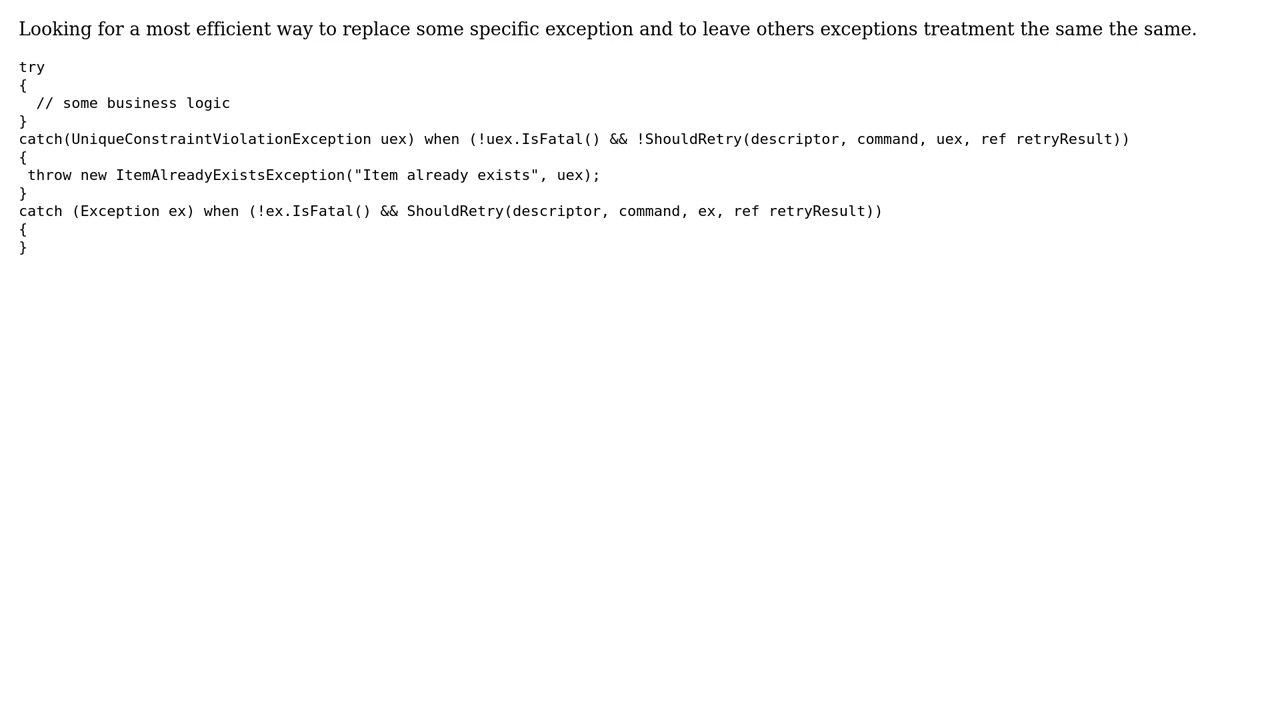 Looking for a most efficient way to replace some specific exception and to leave others exceptions treatment the same the same.
try
{
  // some business logic
}
catch(UniqueConstraintViolationException uex) when (!uex.IsFatal() && !ShouldRetry(descriptor, command, uex, ref retryResult))
{
 throw new ItemAlreadyExistsException("Item already exists", uex);
}
catch (Exception ex) when (!ex.IsFatal() && ShouldRetry(descriptor, command, ex, ref retryResult))
{
}